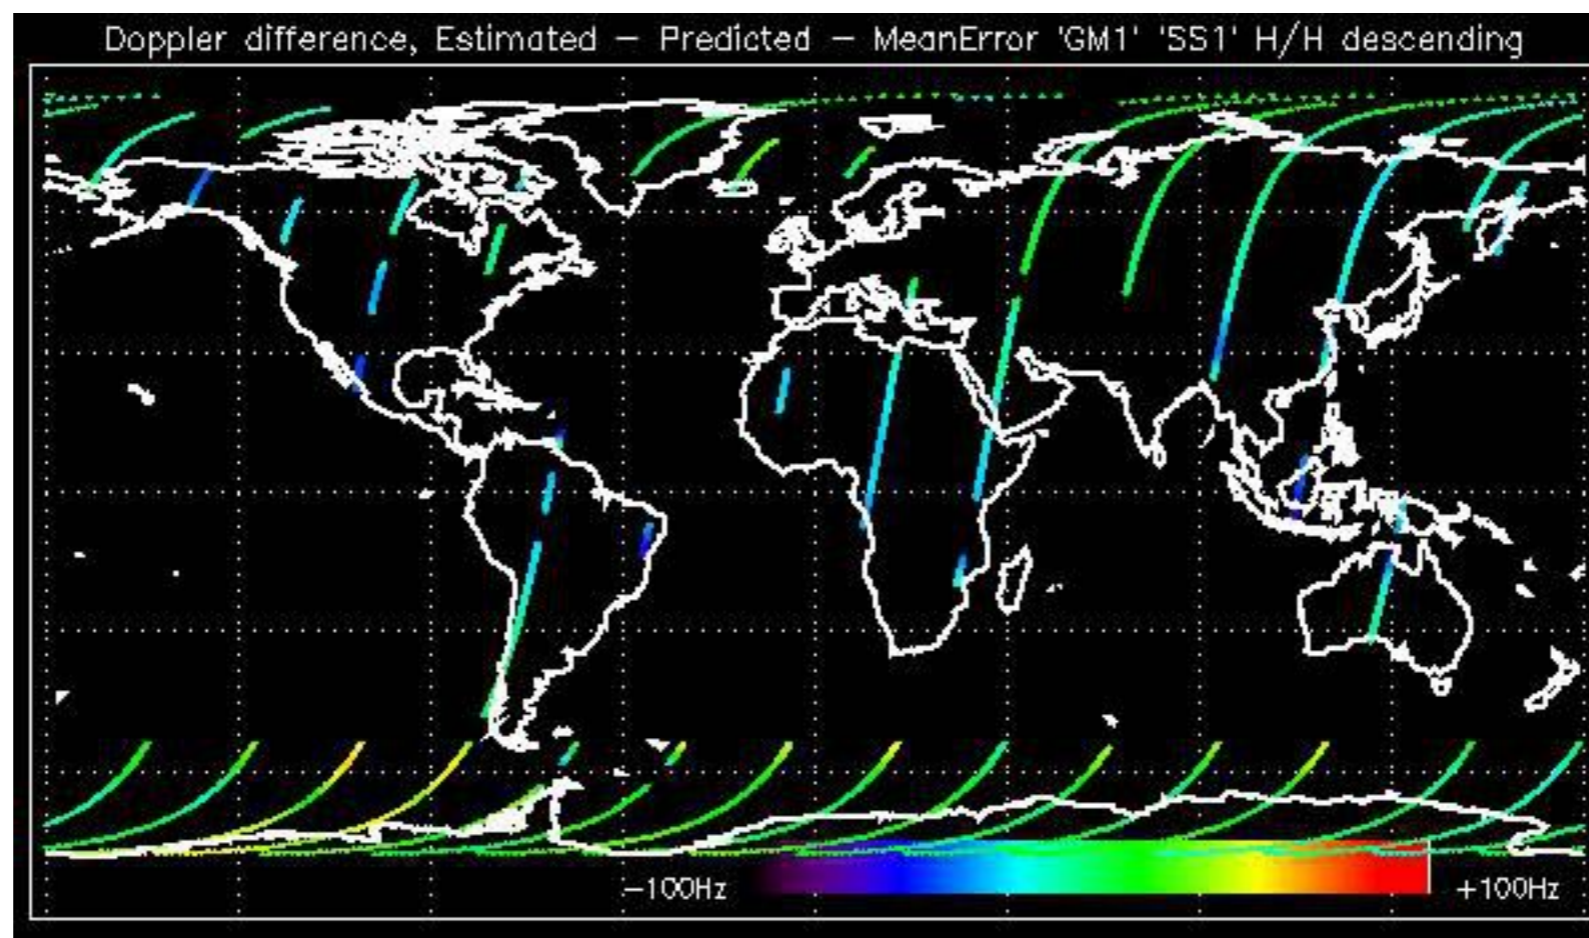 Doppler difference, Estimated – Predicted – MeanError 'GM1' 'SS1' H/H descending
–100Hz
+100Hz